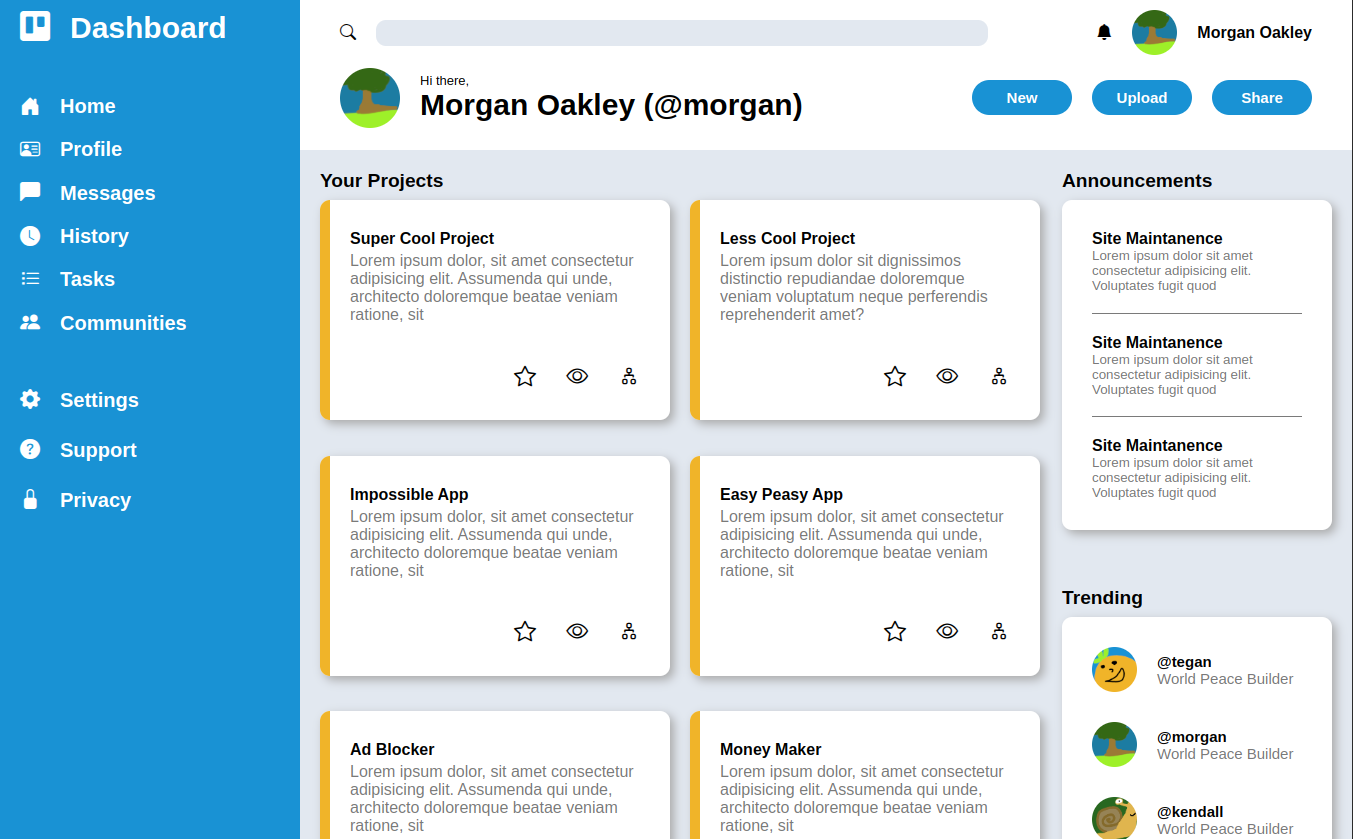 Dashboard
Home
Profile
Messages
History
Tasks
Communities
Settings
Support
Privacy
Morgan Oakley
Hi there,
Morgan Oakley (@morgan)
New
Upload
Share
Your Projects
Super Cool Project
Lorem ipsum dolor, sit amet consectetur
adipisicing elit. Assumenda qui unde,
architecto doloremque beatae veniam
ratione, sit
Less Cool Project
Lorem ipsum dolor sit dignissimos
distinctio repudiandae doloremque
veniam voluptatum neque perferendis
reprehenderit amet?
Impossible App
Lorem ipsum dolor, sit amet consectetur
adipisicing elit. Assumenda qui unde,
architecto doloremque beatae veniam
ratione, sit
Easy Peasy App
Lorem ipsum dolor, sit amet consectetur
adipisicing elit. Assumenda qui unde,
architecto doloremque beatae veniam
ratione, sit
Ad Blocker
Lorem ipsum dolor, sit amet consectetur
adipisicing elit. Assumenda qui unde,
architecto doloremque beatae veniam
ratione, sit
Money Maker
Lorem ipsum dolor, sit amet consectetur
adipisicing elit. Assumenda qui unde,
architecto doloremque beatae veniam
ratione, sit
Announcements
Site Maintanence
Lorem ipsum dolor sit amet
consectetur adipisicing elit.
Voluptates fugit quod
Site Maintanence
Lorem ipsum dolor sit amet
consectetur adipisicing elit.
Voluptates fugit quod
Site Maintanence
Lorem ipsum dolor sit amet
consectetur adipisicing elit.
Voluptates fugit quod
Trending
@tegan
World Peace Builder
@morgan
World Peace Builder
@kendall
World Peace Builder